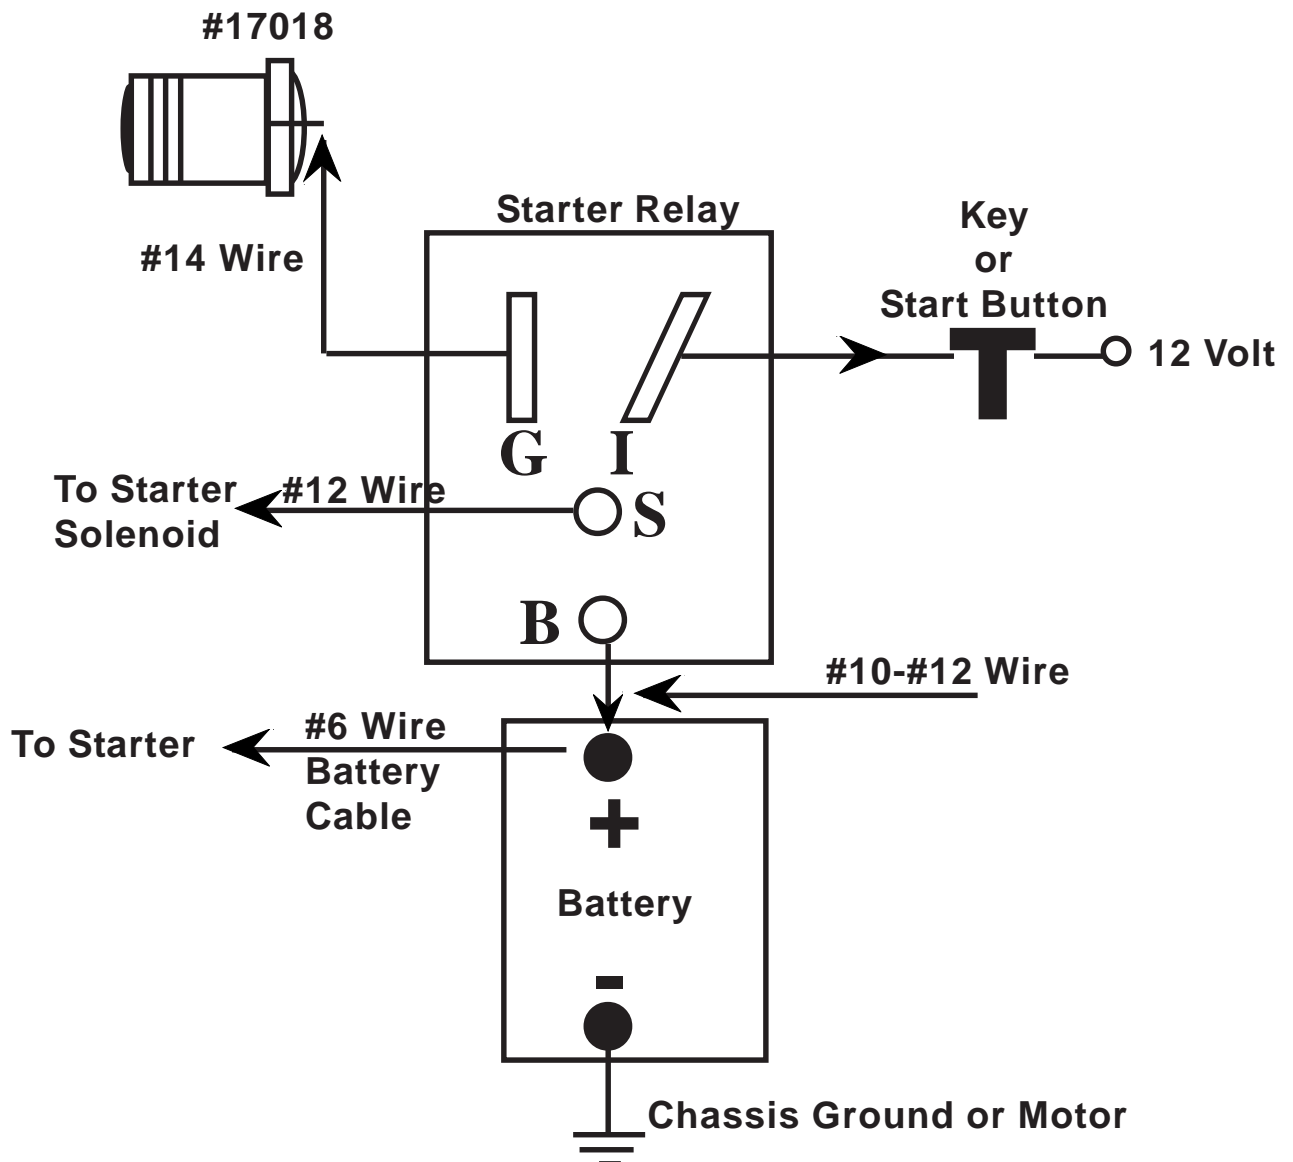 #17018
Starter Relay
Key
or
Start Button
#14 Wire
12 Volt
G I
To Starter
Solenoid
#12 Wire
S
B
#10-#12 Wire
To Starter
#6 Wire
Battery
Cable
+
Battery
-
Chassis Ground or Motor